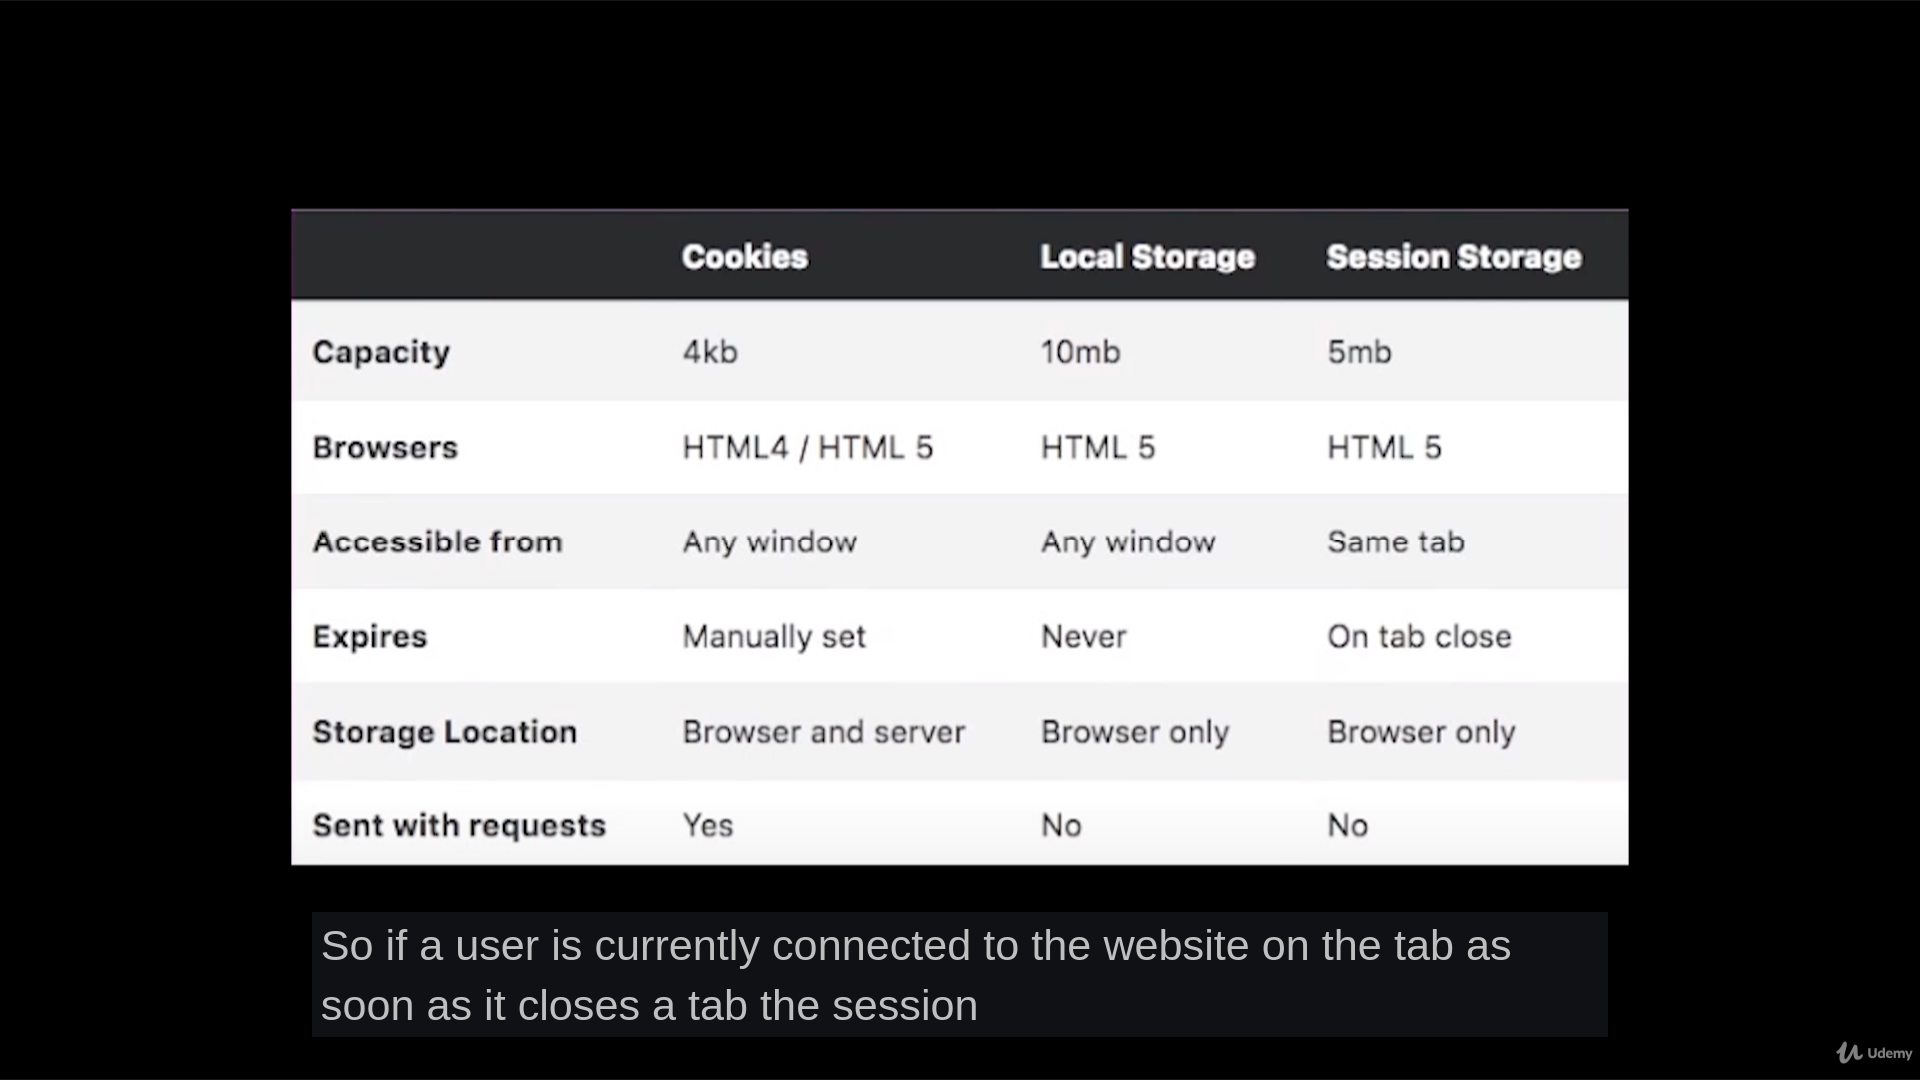 Cookies Local Storage Session Storage
Capacity 4kb 10mb 5mb
Browsers HTML4 / HTML 5 HTML 5 HTML 5
Accessible from Any window Any window Same tab
Expires Manually set Never On tab close
Storage Location Browser and server Browser only Browser only
Sent with requests Yes No No
So if a user is currently connected to the website on the tab as
soon as it closes a tab the session
Udemy